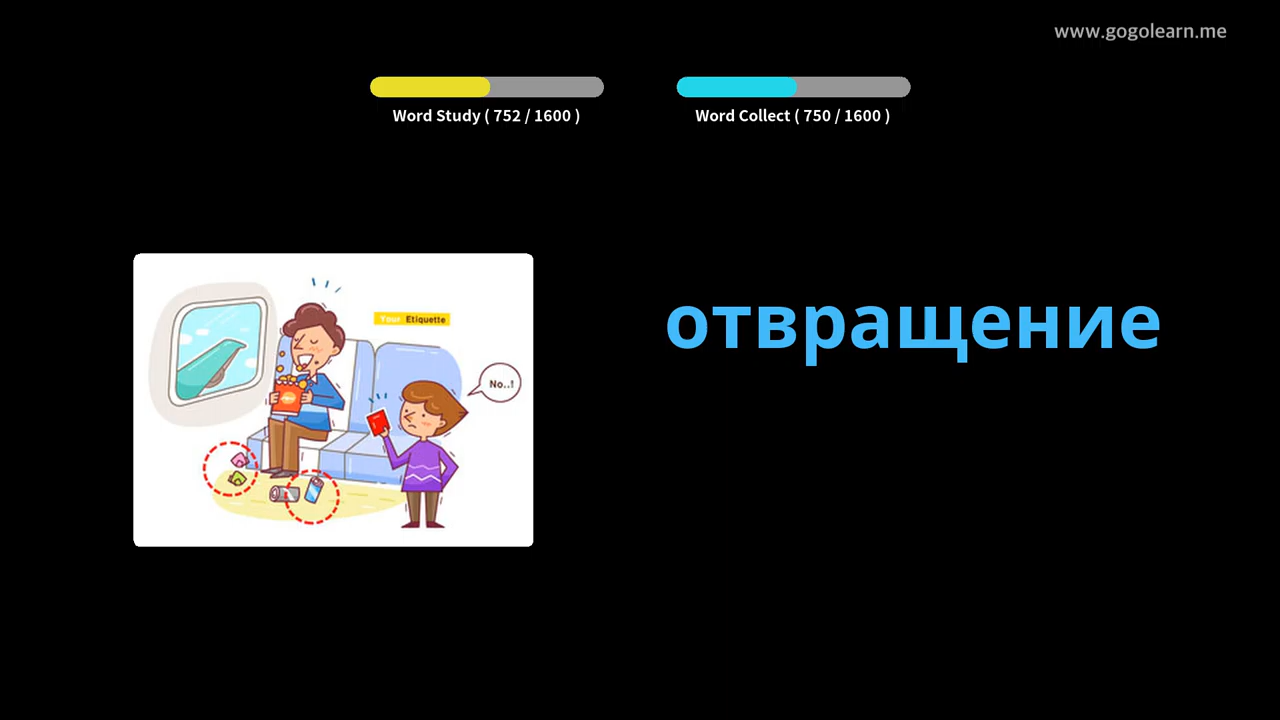 www.gogolearn.me
Word Study ( 752 / 1600 )
Word Collect ( 750 / 1600 )
Your Etiquette
No..!
отвращение